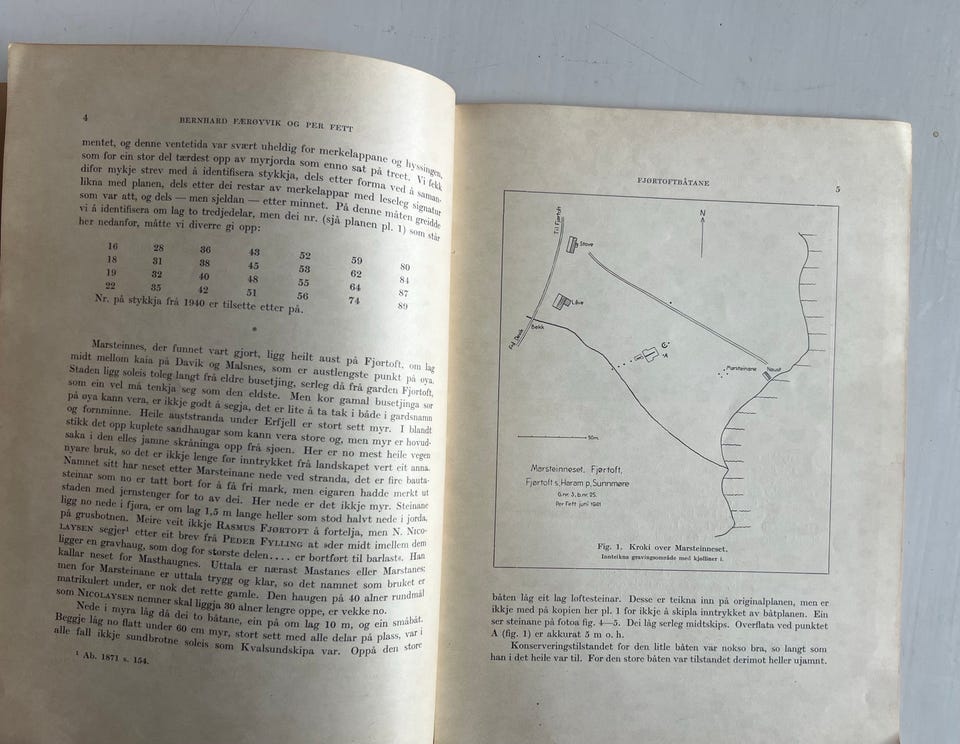 4
BERNHARD FÆRØYVIK OG PER FETT
mentet, og denne ventetida var svært uheldig for merkelappane og hyssingen,
som for ein stor del tærdest opp av myrjorda som enno sat på treet. Vi fekk
difor mykje strev med å identifisera stykkja, dels etter forma ved å saman-
likna med planen, dels etter dei restar av merkelappar med leseleg signatur
som var att, og dels — men sjeldan — etter minnet. På denne måten greidde
vi å identifisera om lag to tredjedelar, men dei nr. (sjå planen pl. 1) som står
her nedanfor, måtte vi diverre gi opp:
16 28 36 43 52 59 80
18 31 38 45 53 62 84
19 32 40 48 55 64 87
22 35 42 51 56 74 89
Nr. på stykkja frå 1940 er tilsette etter på.
*
Marsteinnes, der funnet vart gjort, ligg heilt aust på Fjørtoft, om lag
midt mellom kaia på Davik og Malsnes, som er austlengste punkt på øya.
Staden ligg soleis toleg langt frå eldre busetjing, serleg då frå garden Fjørtoft,
som ein vel må tenkja seg som den eldste. Men kor gamal busetjinga sør
på øya kann vera, er ikkje godt å segja, det er lite å ta tak i både i gardsnamn
og fornminne. Heile auststranda under Erfjell er stort sett myr. I blandt
stikk det opp kuplete sandhaugar som kann vera store og, men myr er hovud-
saka i den elles jamne skråninga opp frå sjøen. Her er no mest heile vegen
nyare bruk, so det er ikkje lenge for inntrykket frå landskapet vert eit anna.
Namnet sitt har neset etter Marsteinane nede ved stranda, det er fire bauta-
steinar som no er tatt bort for å få fri mark, men eigaren hadde merkt ut
staden med jernstenger for to av dei. Her nede er det ikkje myr. Steinane
ligg no nede i fjøra, er om lag 1,5 m lange heller som stod halvt nede i jorda,
på grusbotnen. Meire veit ikkje RASMUS FJØRTOFT å fortelja, men N. NICO-
LAYSEN segjer¹ etter eit brev frå PEDER FYLLING at »der midt imellem dem
ligger en gravhaug, som dog for største delen.... er bortført til barlast«. Han
kallar neset for Masthaugnes. Uttala er nærast Mastanes eller Marstanes;
men for Marsteinane er uttala trygg og klar, so det namnet som bruket er
matrikulert under, er nok det rette gamle. Den haugen på 40 alner rundmål
som NICOLAYSEN nemner skal liggja 30 alner lengre oppe, er vekke no.
Nede i myra låg då dei to båtane, ein på om lag 10 m, og ein småbåt.
Beggje låg no flatt under 60 cm myr, stort sett med alle delar på plass, var i
alle fall ikkje sundbrotne soleis som Kvalsundskipa var. Oppå den store
¹ Ab. 1871 s. 154.
FJØRTOFTBÅTANE
5
Til Fjørtoft
Stove
N
Løve
Frå Davik
Bekk
A
Marsteinane
Naust
50m.
Marsteinneset, Fjørtoft,
Fjørtoft s, Haram p, Sunnmøre
G.nr. 3, b.nr. 25.
Per Fett juni 1941
Fig. 1. Kroki over Marsteinneset.
Innteikna gravingsområde med kjølliner i.
båten låg eit lag loftesteinar. Desse er teikna inn på originalplanen, men er
ikkje med på kopien her pl. 1 for ikkje å skipla inntrykket av båtplanen. Ein
ser steinane på fotoa fig. 4—5. Dei låg serleg midtskips. Overflata ved punktet
A (fig. 1) er akkurat 5 m o. h.
Konserveringstilstandet for den litle båten var nokso bra, so langt som
han i det heile var til. For den store båten var tilstandet derimot heller ujamnt.